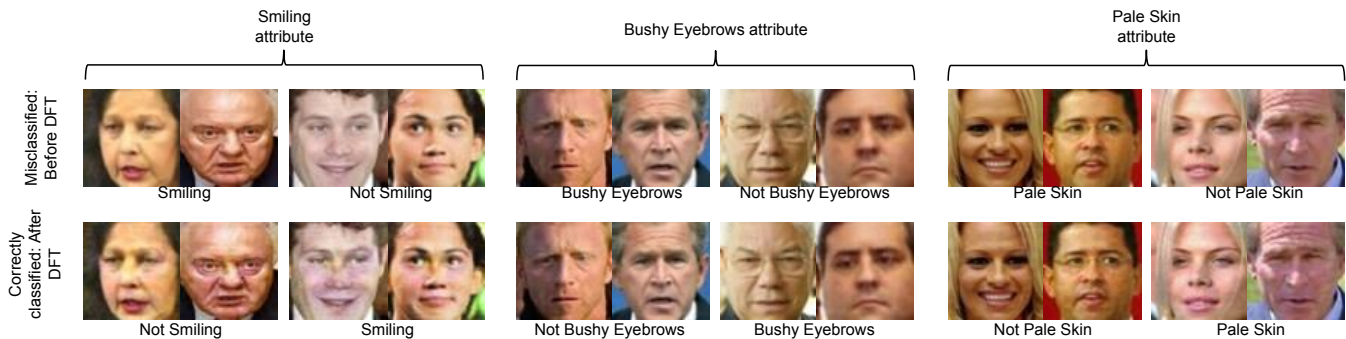 Smiling
attribute
Bushy Eyebrows attribute
Pale Skin
attribute
Misclassified:
Before DFT
Smiling
Not Smiling
Bushy Eyebrows
Not Bushy Eyebrows
Pale Skin
Not Pale Skin
Correctly
classified: After
DFT
Not Smiling
Smiling
Not Bushy Eyebrows
Bushy Eyebrows
Not Pale Skin
Pale Skin